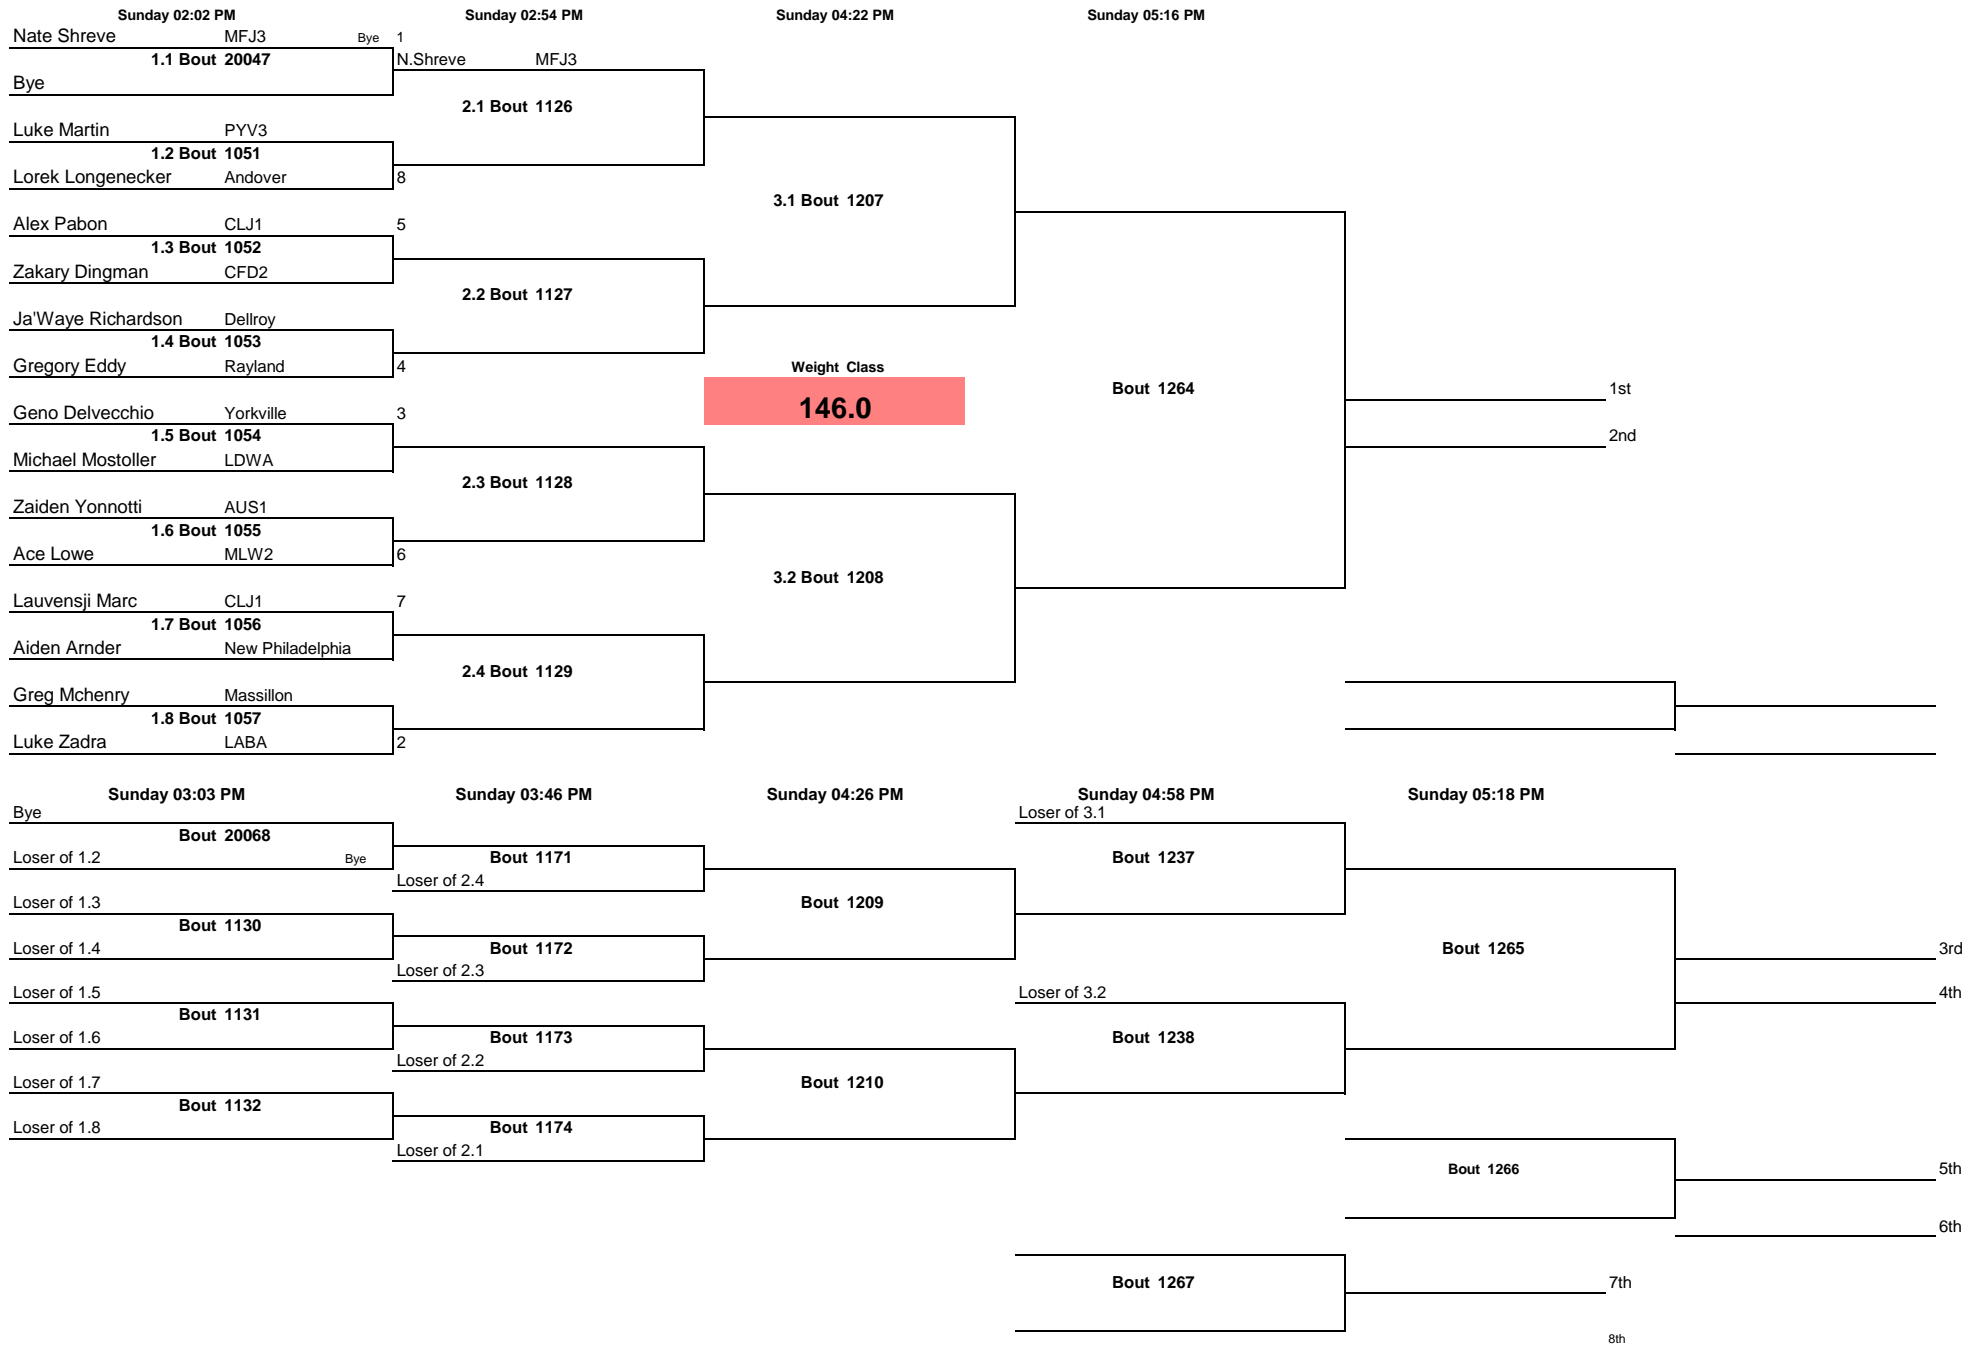 Sunday 02:02 PM Sunday 02:54 PM Sunday 04:22 PM Sunday 05:16 PM
Nate Shreve MFJ3 Bye 1
1.1 Bout 20047 N.Shreve MFJ3
Bye
2.1 Bout 1126
Luke Martin PYV3
1.2 Bout 1051
Lorek Longenecker Andover 8
3.1 Bout 1207
Alex Pabon CLJ1 5
1.3 Bout 1052
Zakary Dingman CFD2
2.2 Bout 1127
Ja'Waye Richardson Dellroy
1.4 Bout 1053
Gregory Eddy Rayland 4
Weight Class
146.0
Bout 1264 1st
Geno Delvecchio Yorkville 3
1.5 Bout 1054 2nd
Michael Mostoller LDWA
2.3 Bout 1128
Zaiden Yonnotti AUS1
1.6 Bout 1055
Ace Lowe MLW2 6
3.2 Bout 1208
Lauvensji Marc CLJ1 7
1.7 Bout 1056
Aiden Arnder New Philadelphia
2.4 Bout 1129
Greg Mchenry Massillon
1.8 Bout 1057
Luke Zadra LABA 2
Sunday 03:03 PM Sunday 03:46 PM Sunday 04:26 PM Sunday 04:58 PM Sunday 05:18 PM
Bye Loser of 3.1
Bout 20068
Loser of 1.2 Bye Bout 1171 Bout 1237
Loser of 2.4
Loser of 1.3 Bout 1209
Bout 1130
Loser of 1.4 Bout 1172 Bout 1265 3rd
Loser of 2.3
Loser of 1.5 Loser of 3.2 4th
Bout 1131
Loser of 1.6 Bout 1173 Bout 1238
Loser of 2.2
Loser of 1.7 Bout 1210
Bout 1132
Loser of 1.8 Bout 1174
Loser of 2.1
Bout 1266 5th
6th
Bout 1267 7th
8th